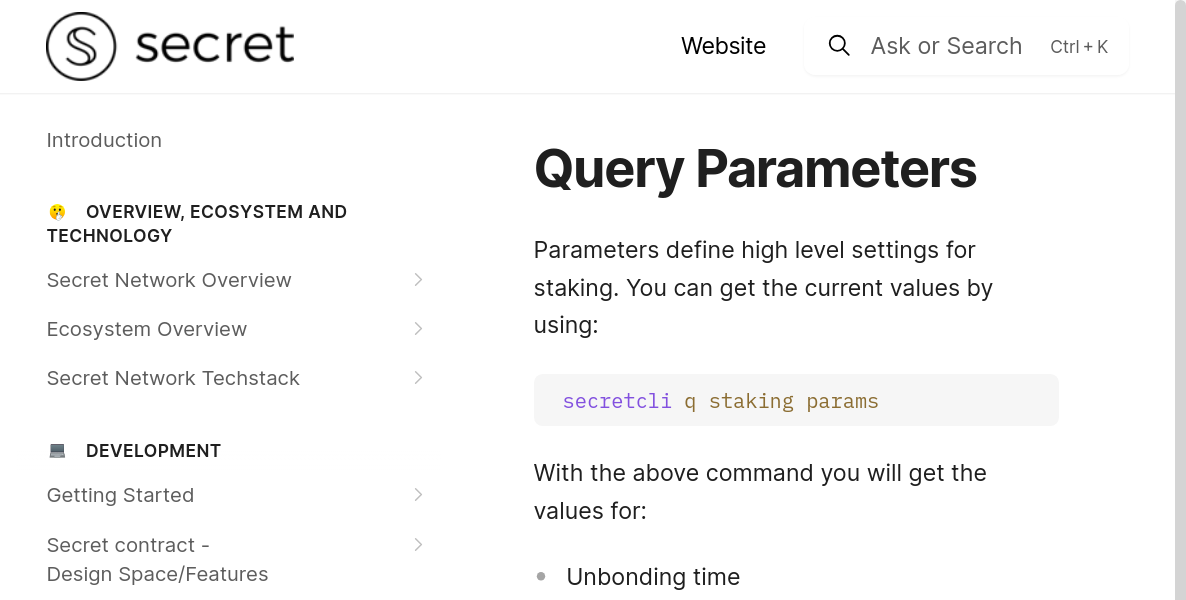 secret
Website
Ask or Search
Ctrl + K
Introduction
OVERVIEW, ECOSYSTEM AND
TECHNOLOGY
Secret Network Overview
Ecosystem Overview
Secret Network Techstack
DEVELOPMENT
Getting Started
Secret contract -
Design Space/Features
Query Parameters
Parameters define high level settings for
staking. You can get the current values by
using:
secretcli q staking params
With the above command you will get the
values for:
Unbonding time